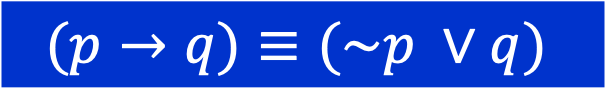 (p → q) ≡ (~p ∨ q)